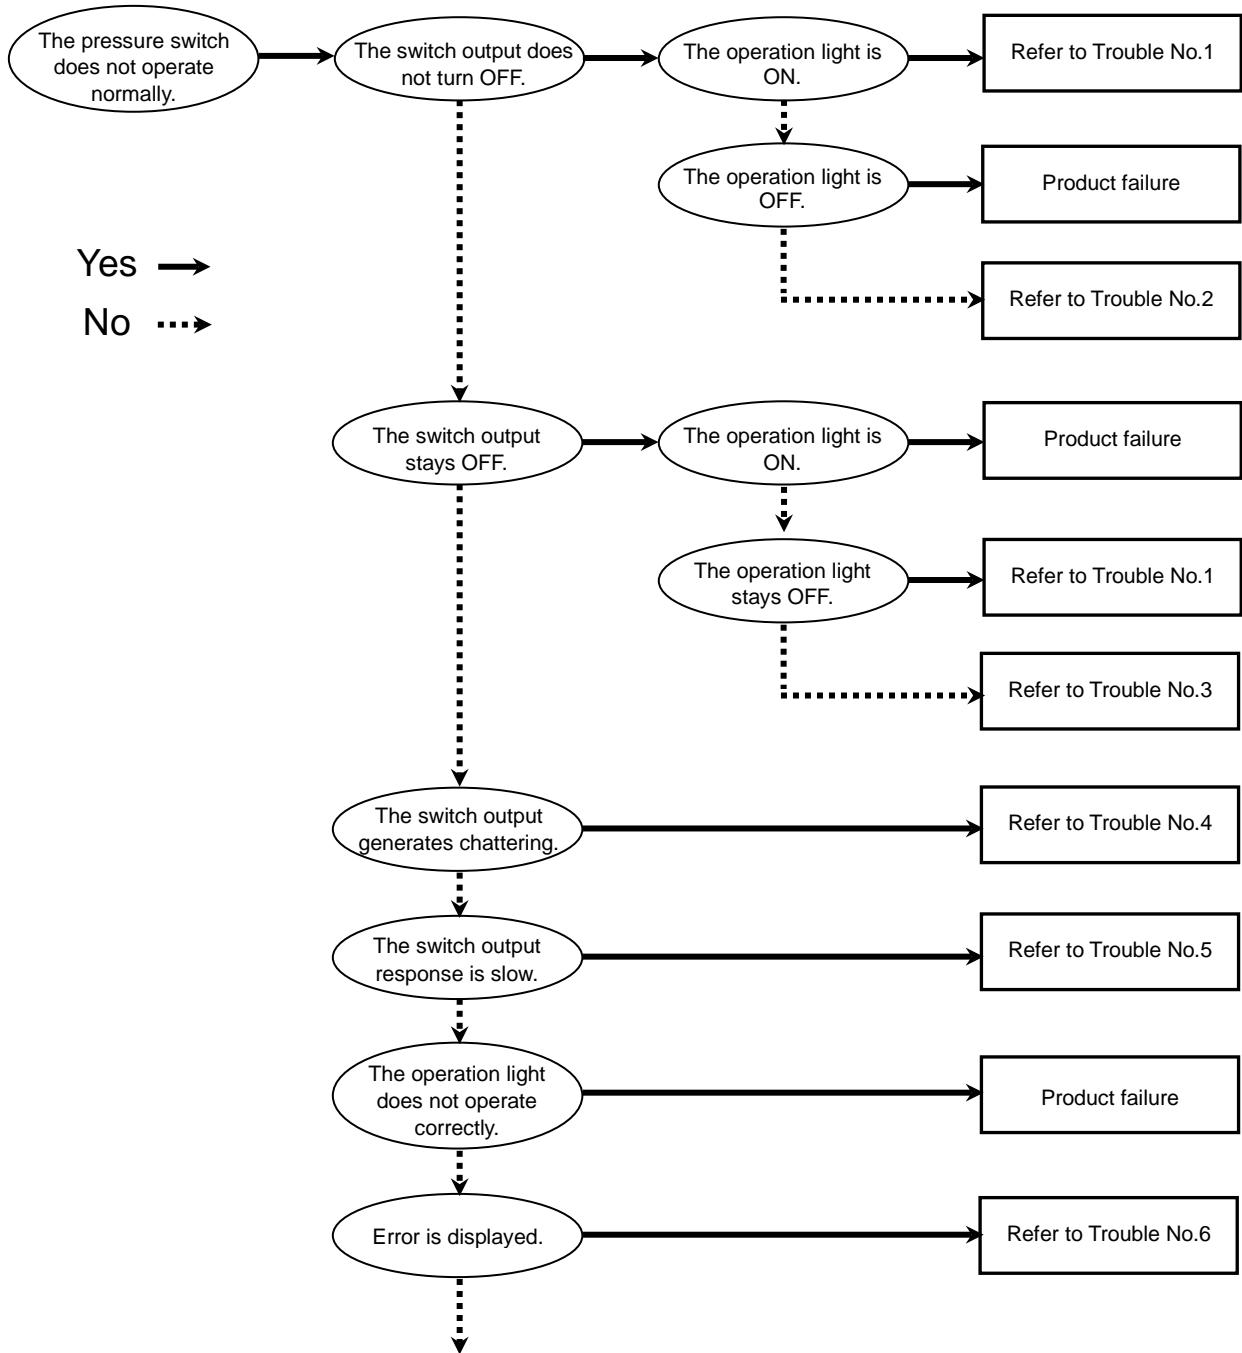 The pressure switch
does not operate
normally.
The switch output does
not turn OFF.
The operation light is
ON.
Refer to Trouble No.1
The operation light is
OFF.
Product failure
Yes
Refer to Trouble No.2
No
The switch output
stays OFF.
The operation light is
ON.
Product failure
The operation light
stays OFF.
Refer to Trouble No.1
Refer to Trouble No.3
The switch output
generates chattering.
Refer to Trouble No.4
The switch output
response is slow.
Refer to Trouble No.5
The operation light
does not operate
correctly.
Product failure
Error is displayed.
Refer to Trouble No.6